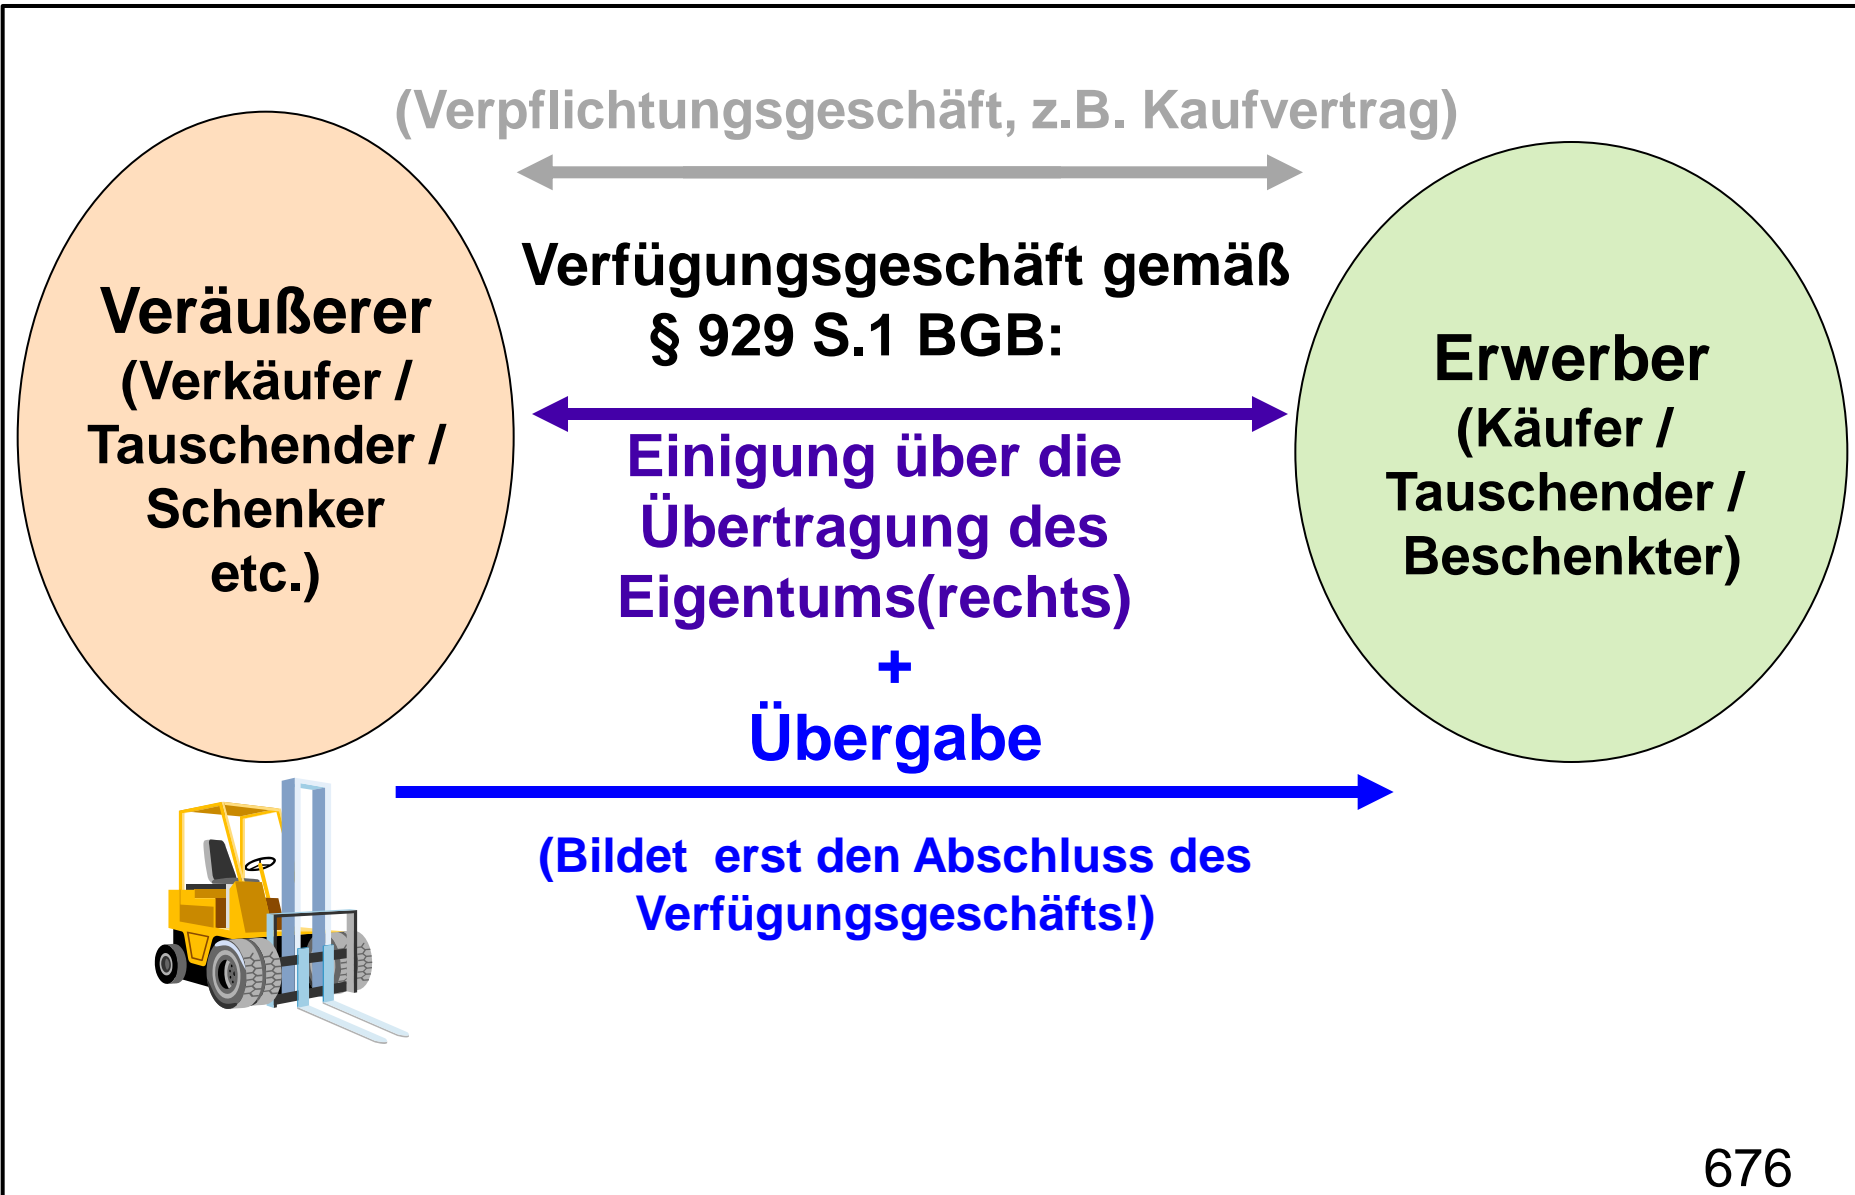 (Verpflichtungsgeschäft, z.B. Kaufvertrag)
Verfügungsgeschäft gemäß
§ 929 S.1 BGB:
Veräußerer
(Verkäufer /
Tauschender /
Schenker
etc.)
Einigung über die
Übertragung des
Eigentums(rechts)
+
Übergabe
(Bildet  erst den Abschluss des
Verfügungsgeschäfts!)
Erwerber
(Käufer /
Tauschender /
Beschenkter)
676